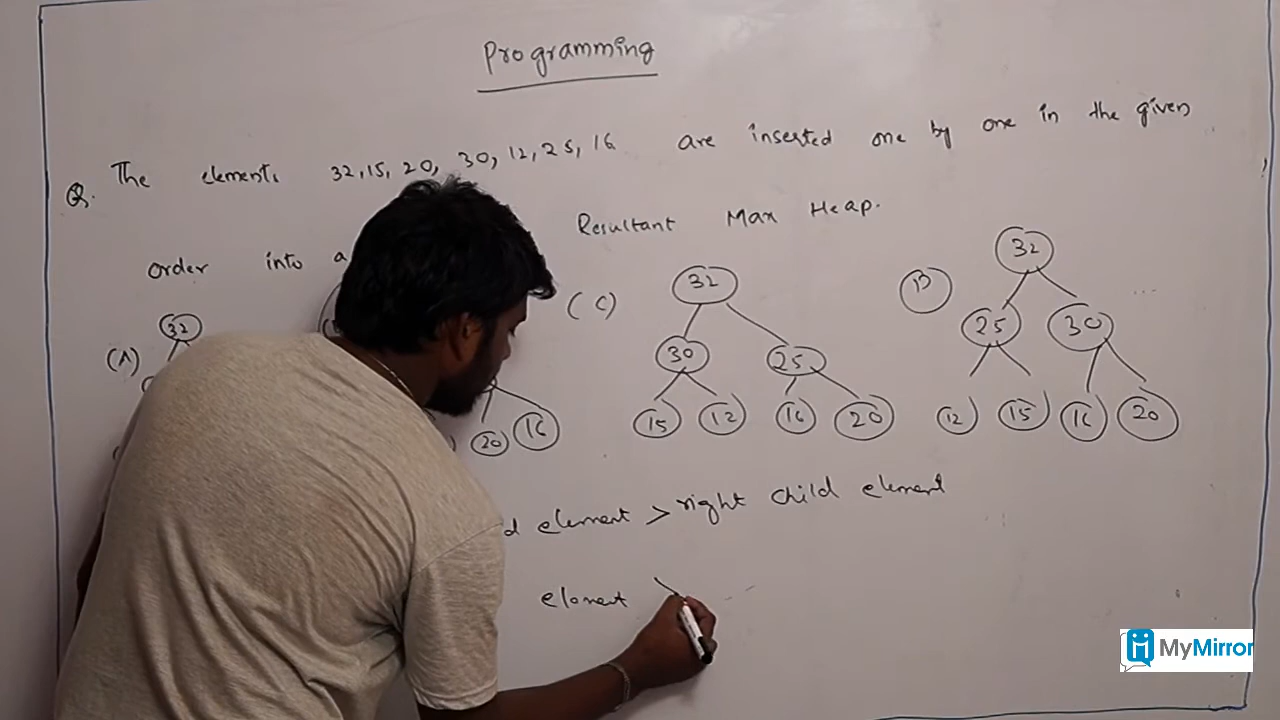 Programming
Q. The elements 32,15, 20, 30, 12, 25, 16 are inserted one by one in the given
order into a Resultant Max Heap.
(A) 32
20 16
(C) 32
30 25
15 12 16 20
B 32
25 30
12 15 16 20
d element > right child element
element
MyMirror